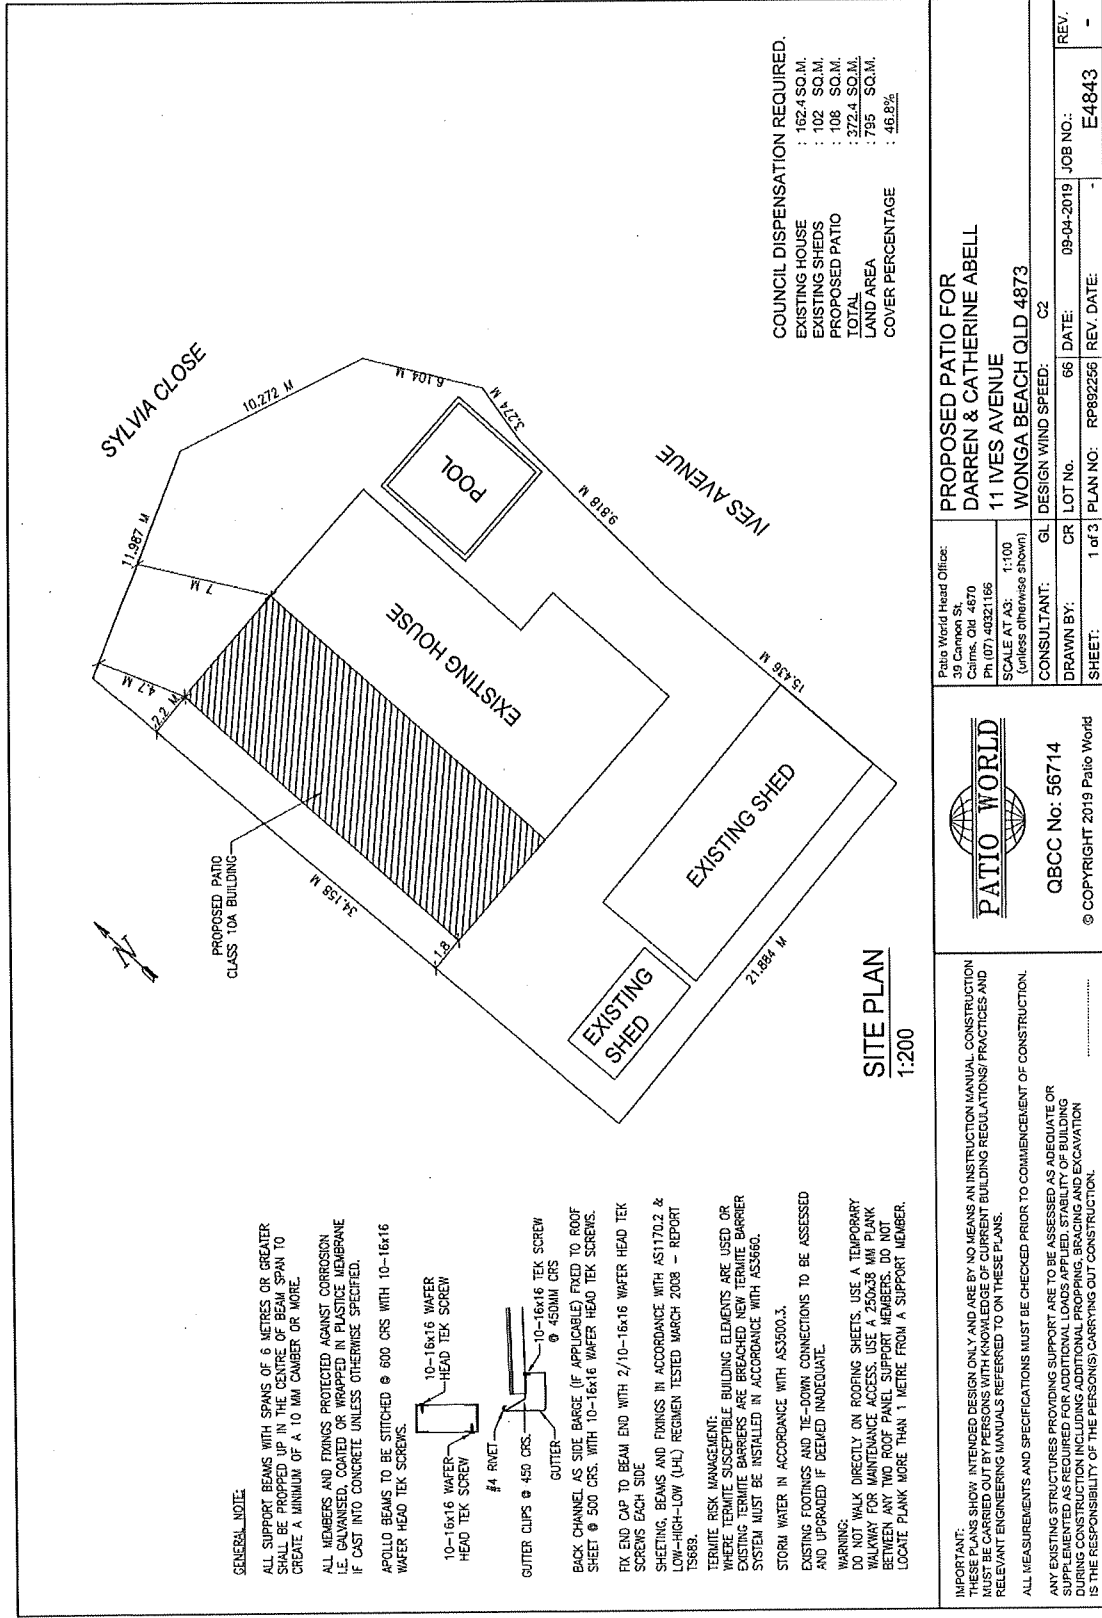 GENERAL NOTE:
ALL SUPPORT BEAMS WITH SPANS OF 6 METRES OR GREATER
SHALL BE PROPPED UP IN THE CENTRE OF BEAM SPAN TO
CREATE A MINIMUM OF A 10 MM CAMBER OR MORE.
ALL MEMBERS AND FIXINGS PROTECTED AGAINST CORROSION
I.E. GALVANISED, COATED OR WRAPPED IN PLASTICE MEMBRANE
IF CAST INTO CONCRETE UNLESS OTHERWISE SPECIFIED.
APOLLO BEAMS TO BE STITCHED @ 600 CRS WITH 10-16x16
WAFER HEAD TEK SCREWS.
10-16x16 WAFER
HEAD TEK SCREW
10-16x16 WAFER
HEAD TEK SCREW
#4 RIVET
GUTTER CLIPS @ 450 CRS.
GUTTER
10-16x16 TEK SCREW
@ 450MM CRS
BACK CHANNEL AS SIDE BARGE (IF APPLICABLE) FIXED TO ROOF
SHEET @ 500 CRS. WITH 10-16x16 WAFER HEAD TEK SCREWS.
FIX END CAP TO BEAM END WITH 2/10-16x16 WAFER HEAD TEK
SCREWS EACH SIDE
SHEETING, BEAMS AND FIXINGS IN ACCORDANCE WITH AS1170.2 &
LOW-HIGH-LOW (LHL) REGIMEN TESTED MARCH 2008 - REPORT
TS689.
TERMITE RISK MANAGEMENT:
WHERE TERMITE SUSCEPTIBLE BUILDING ELEMENTS ARE USED OR
EXISTING TERMITE BARRIERS ARE BREACHED NEW TERMITE BARRIER
SYSTEM MUST BE INSTALLED IN ACCORDANCE WITH AS3660.
STORM WATER IN ACCORDANCE WITH AS3500.3.
EXISTING FOOTINGS AND TIE-DOWN CONNECTIONS TO BE ASSESSED
AND UPGRADED IF DEEMED INADEQUATE.
WARNING:
DO NOT WALK DIRECTLY ON ROOFING SHEETS. USE A TEMPORARY
WALKWAY FOR MAINTENANCE ACCESS. USE A 250x38 MM PLANK
BETWEEN ANY TWO ROOF PANEL SUPPORT MEMBERS. DO NOT
LOCATE PLANK MORE THAN 1 METRE FROM A SUPPORT MEMBER.
N
PROPOSED PATIO
CLASS 10A BUILDING
SYLVIA CLOSE
11.987 M
10.272 M
6.104 M
3.274 M
7 M
4.7 M
2.2 M
34.158 M
1.8
POOL
EXISTING HOUSE
9.818 M
IVES AVENUE
15.436 M
EXISTING SHED
EXISTING
SHED
21.884 M
SITE PLAN
1:200
COUNCIL DISPENSATION REQUIRED.
EXISTING HOUSE : 162.4 SQ.M.
EXISTING SHEDS : 102 SQ.M.
PROPOSED PATIO : 108 SQ.M.
TOTAL : 372.4 SQ.M.
LAND AREA : 795 SQ.M.
COVER PERCENTAGE : 46.8%
IMPORTANT:
THESE PLANS SHOW INTENDED DESIGN ONLY AND ARE BY NO MEANS AN INSTRUCTION MANUAL. CONSTRUCTION
MUST BE CARRIED OUT BY PERSONS WITH KNOWLEDGE OF CURRENT BUILDING REGULATIONS/ PRACTICES AND
RELEVANT ENGINEERING MANUALS REFERRED TO ON THESE PLANS.
ALL MEASUREMENTS AND SPECIFICATIONS MUST BE CHECKED PRIOR TO COMMENCEMENT OF CONSTRUCTION.
ANY EXISTING STRUCTURES PROVIDING SUPPORT ARE TO BE ASSESSED AS ADEQUATE OR
SUPPLEMENTED AS REQUIRED FOR ADDITIONAL LOADS APPLIED. STABILITY OF BUILDING
DURING CONSTRUCTION INCLUDING ADDITIONAL PROPPING, BRACING AND EXCAVATION
IS THE RESPONSIBILITY OF THE PERSON(S) CARRYING OUT CONSTRUCTION.
PATIO WORLD
QBCC No: 56714
© COPYRIGHT 2019 Patio World
Patio World Head Office:
39 Cannon St,
Cairns, Qld 4670
Ph (07) 40321166
SCALE AT A3: 1:100
(unless otherwise shown)
CONSULTANT: GL
DRAWN BY: CR
SHEET: 1 of 3
PROPOSED PATIO FOR
DARREN & CATHERINE ABELL
11 IVES AVENUE
WONGA BEACH QLD 4873
DESIGN WIND SPEED: C2
LOT No. 66
DATE: 09-04-2019
JOB NO.:
REV.
PLAN NO: RP892256
REV. DATE: -
E4843
-